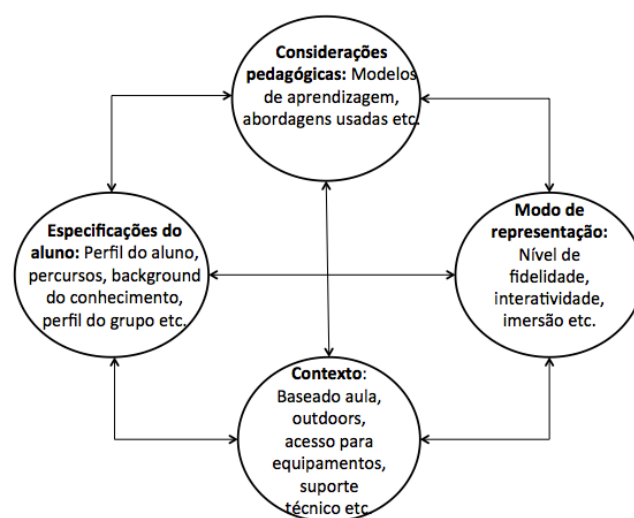 Considerações
pedagógicas: Modelos
de aprendizagem,
abordagens usadas etc.
Especificações do
aluno: Perfil do aluno,
percursos, background
do conhecimento,
perfil do grupo etc.
Modo de
representação:
Nível de
fidelidade,
interatividade,
imersão etc.
Contexto:
Baseado aula,
outdoors,
acesso para
equipamentos,
suporte
técnico etc